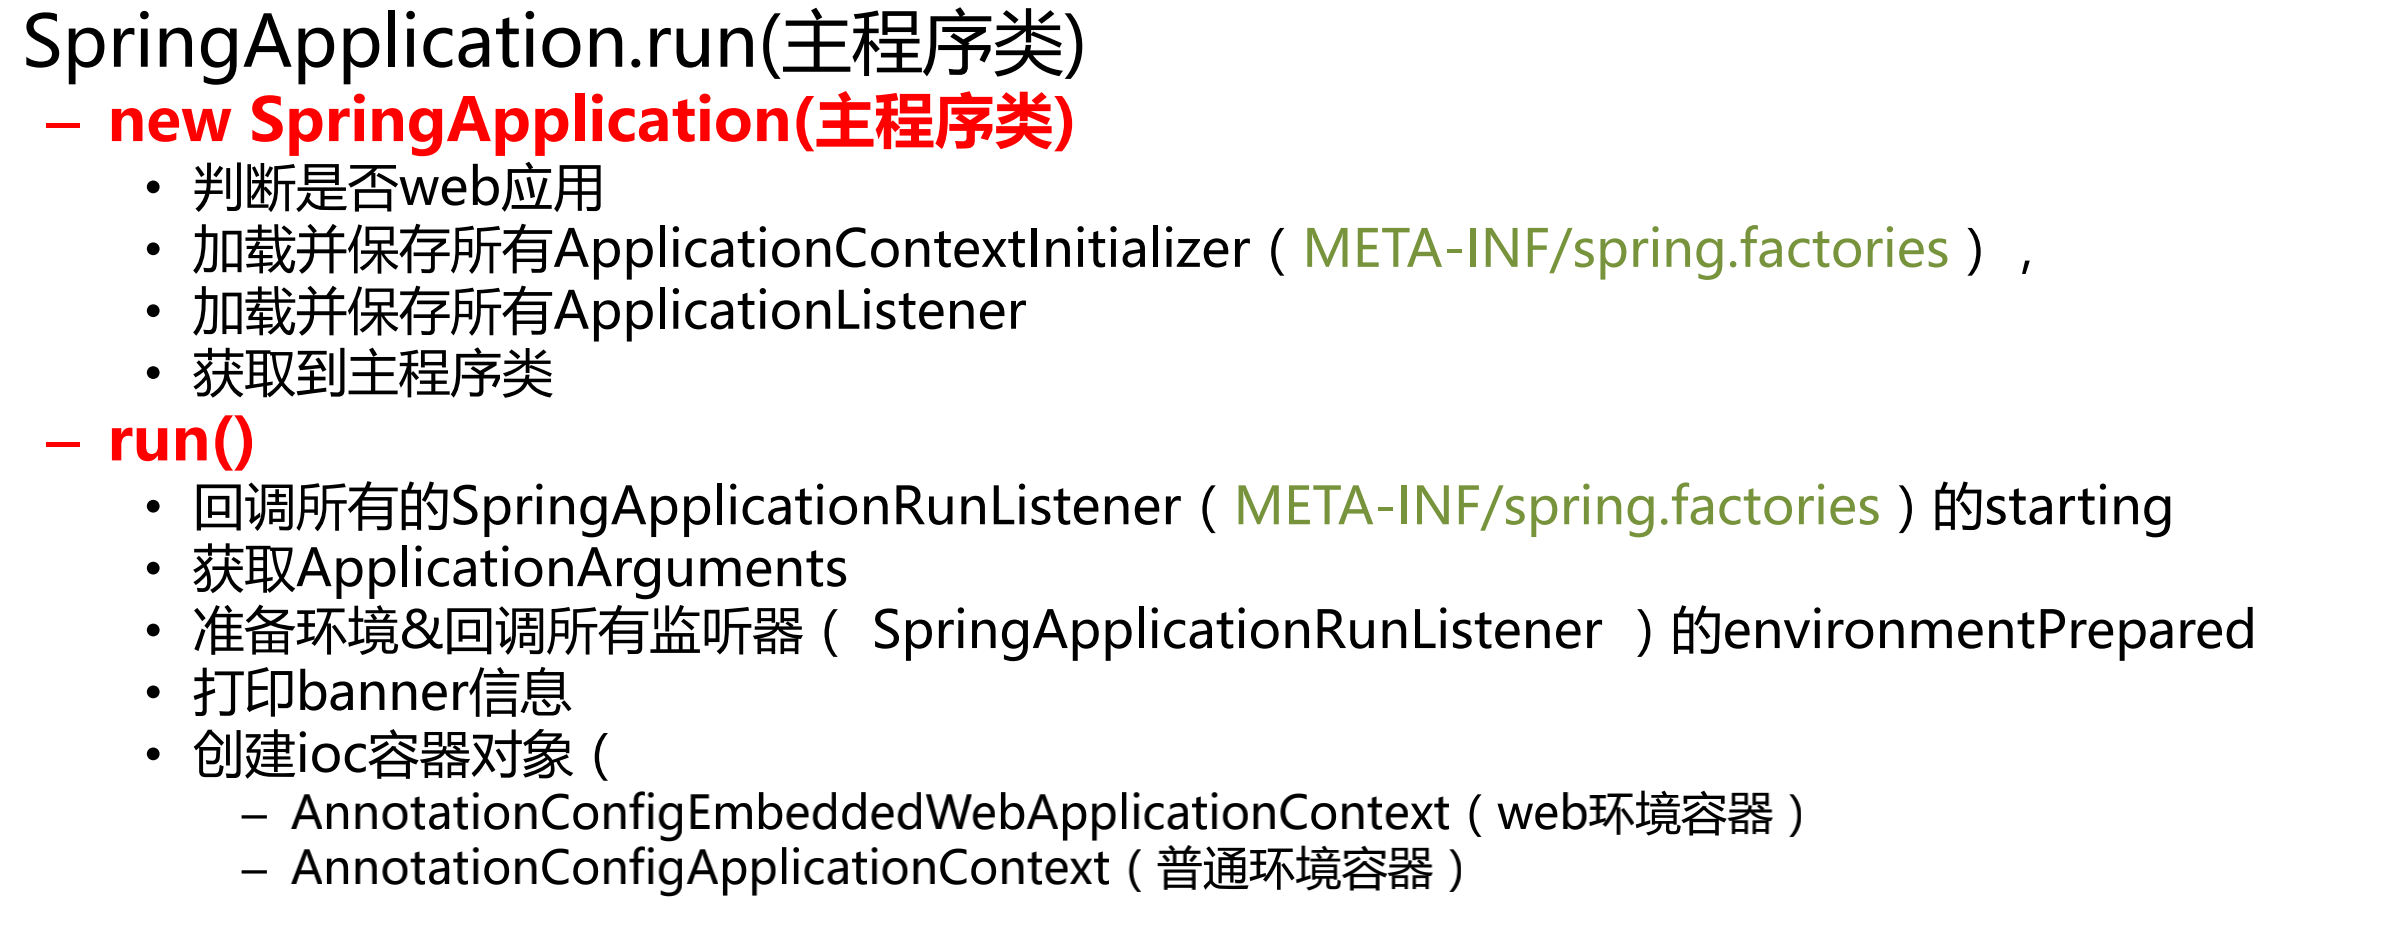 SpringApplication.run(主程序类)
– new SpringApplication(主程序类)
• 判断是否web应用
• 加载并保存所有ApplicationContextInitializer（META-INF/spring.factories），
• 加载并保存所有ApplicationListener
• 获取到主程序类
– run()
• 回调所有的SpringApplicationRunListener（META-INF/spring.factories）的starting
• 获取ApplicationArguments
• 准备环境&回调所有监听器（ SpringApplicationRunListener ）的environmentPrepared
• 打印banner信息
• 创建ioc容器对象（
– AnnotationConfigEmbeddedWebApplicationContext（web环境容器）
– AnnotationConfigApplicationContext（普通环境容器）